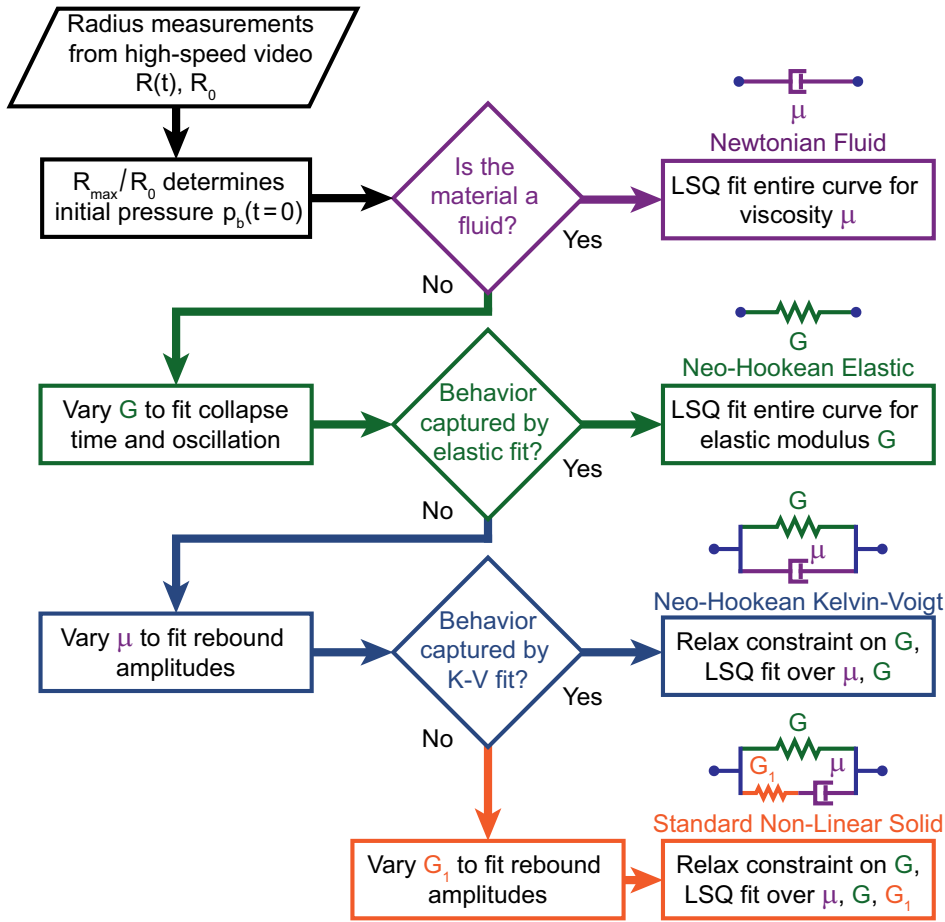 Radius measurements
from high-speed video
R(t), R₀
R_max/R₀ determines
initial pressure p_b(t=0)
Is the
material a
fluid?
Yes
No
μ
Newtonian Fluid
LSQ fit entire curve for
viscosity μ
Vary G to fit collapse
time and oscillation
Behavior
captured by
elastic fit?
Yes
No
G
Neo-Hookean Elastic
LSQ fit entire curve for
elastic modulus G
Vary μ to fit rebound
amplitudes
Behavior
captured by
K-V fit?
Yes
No
G
μ
Neo-Hookean Kelvin-Voigt
Relax constraint on G,
LSQ fit over μ, G
Vary G₁ to fit rebound
amplitudes
G
G₁ μ
Standard Non-Linear Solid
Relax constraint on G,
LSQ fit over μ, G, G₁